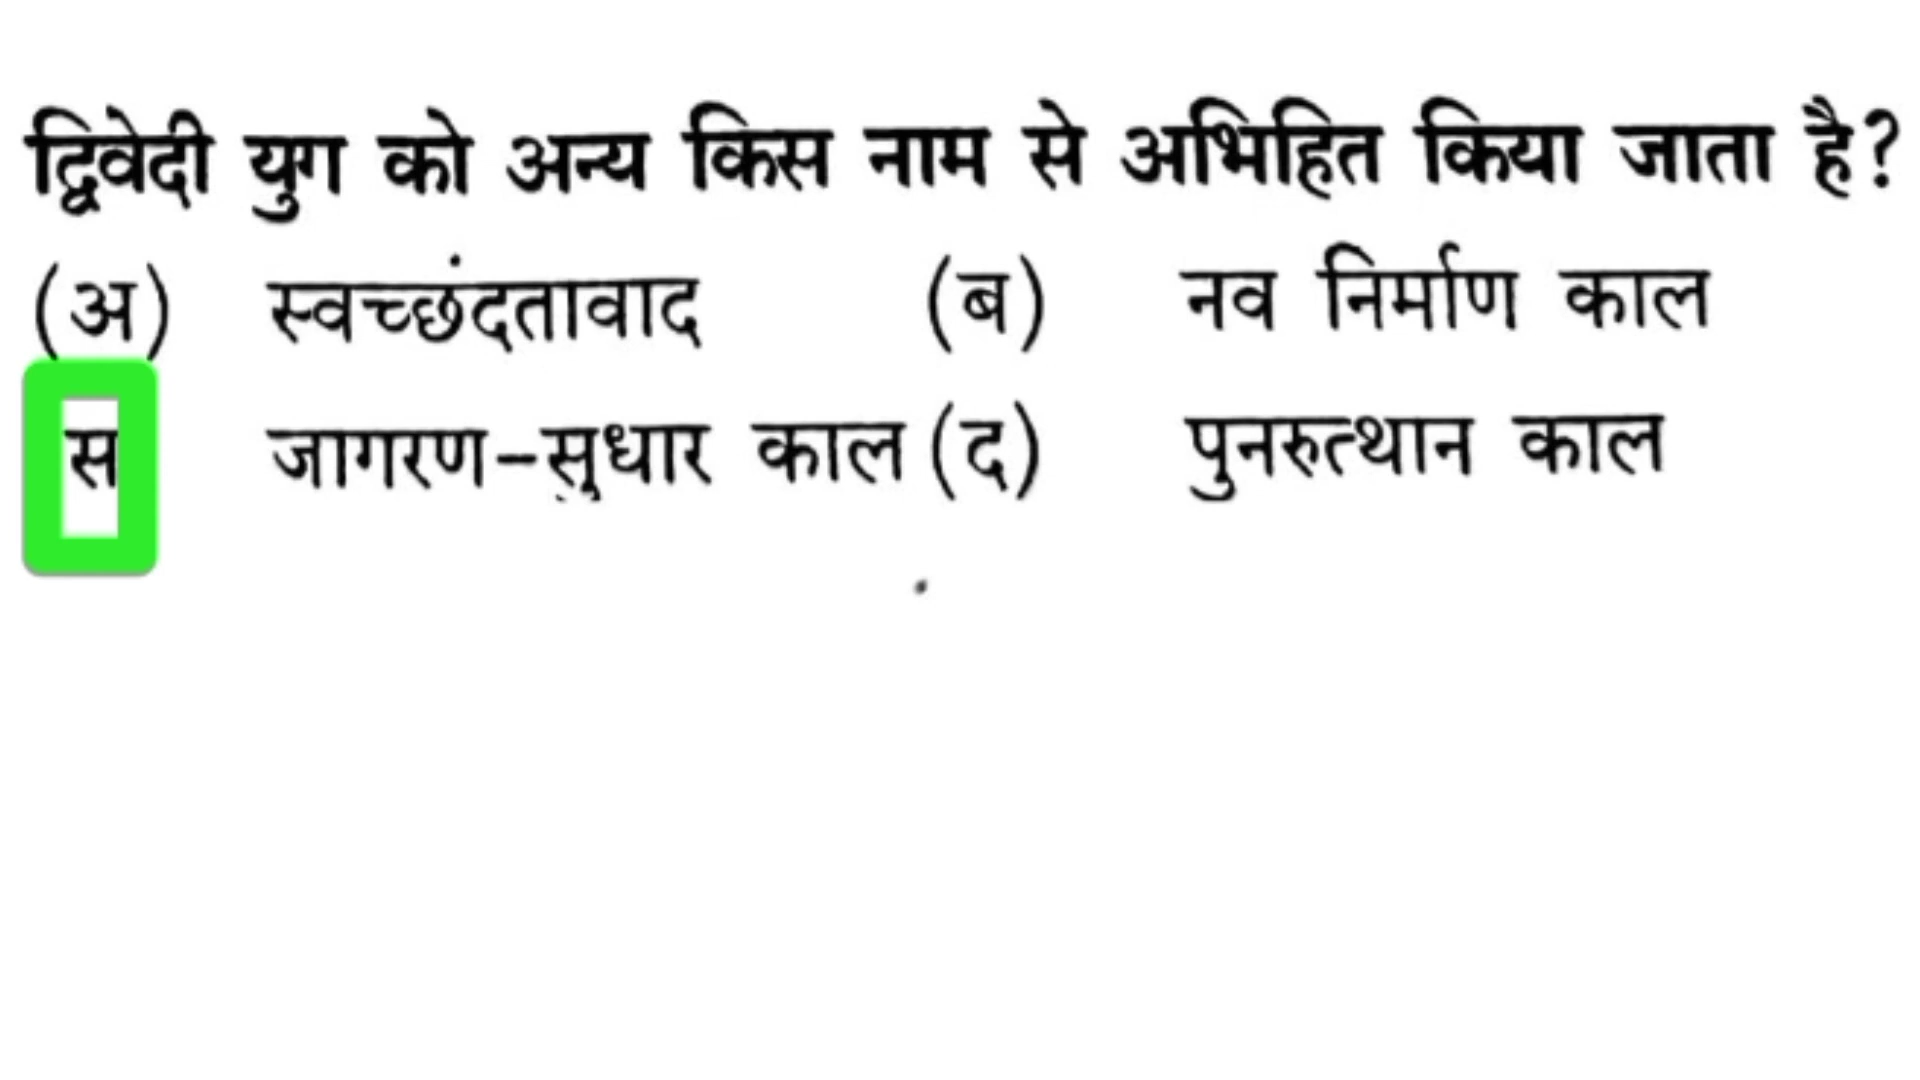 द्विवेदी युग को अन्य किस नाम से अभिहित किया जाता है?
(अ) स्वच्छंदतावाद (ब) नव निर्माण काल
स जागरण-सुधार काल (द) पुनरुत्थान काल